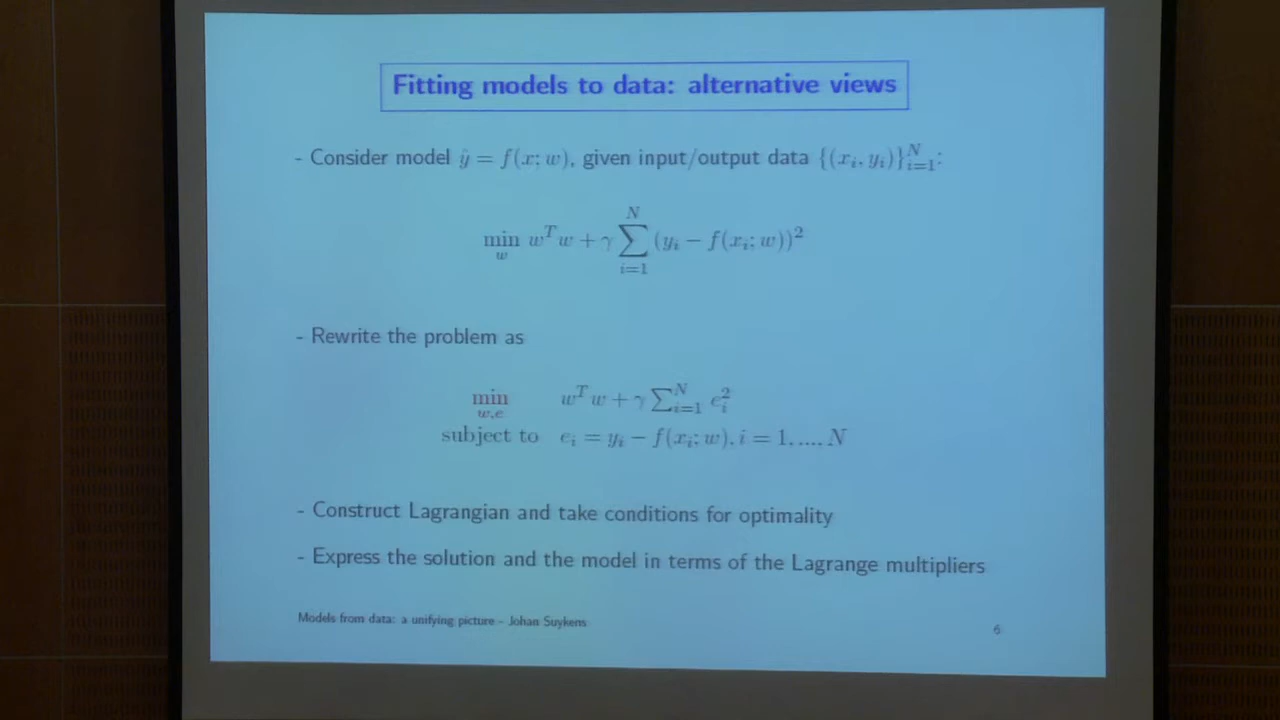 Fitting models to data: alternative views
- Consider model ŷ = f(x; w), given input/output data {(x_i, y_i)}_{i=1}^N:
min_w w^T w + γ ∑_{i=1}^N (y_i − f(x_i; w))^2
- Rewrite the problem as
min_{w,e} w^T w + γ ∑_{i=1}^N e_i^2
subject to e_i = y_i − f(x_i; w), i = 1, ..., N
- Construct Lagrangian and take conditions for optimality
- Express the solution and the model in terms of the Lagrange multipliers
Models from data: a unifying picture – Johan Suykens
6